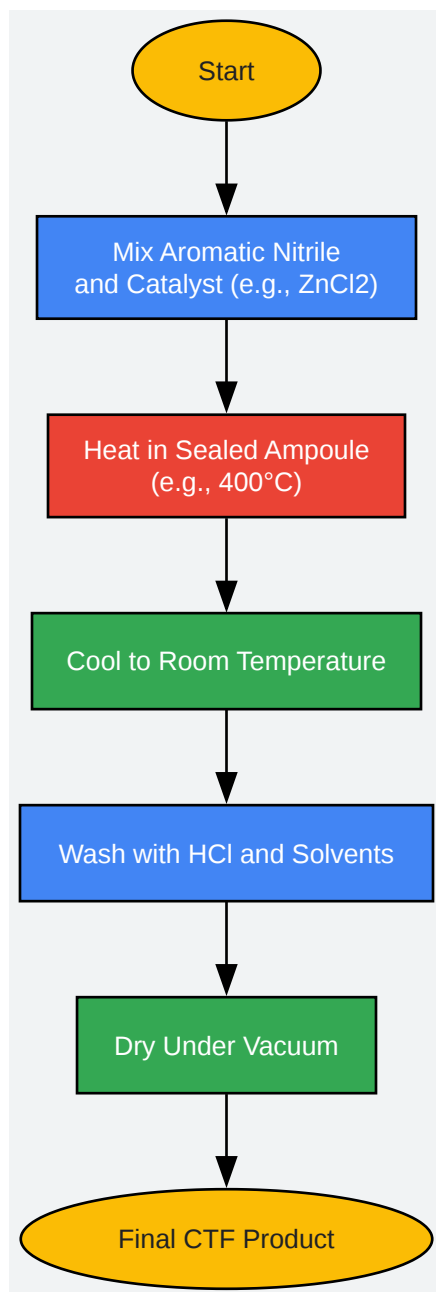 Start
Mix Aromatic Nitrile
and Catalyst (e.g., ZnCl2)
Heat in Sealed Ampoule
(e.g., 400°C)
Cool to Room Temperature
Wash with HCl and Solvents
Dry Under Vacuum
Final CTF Product